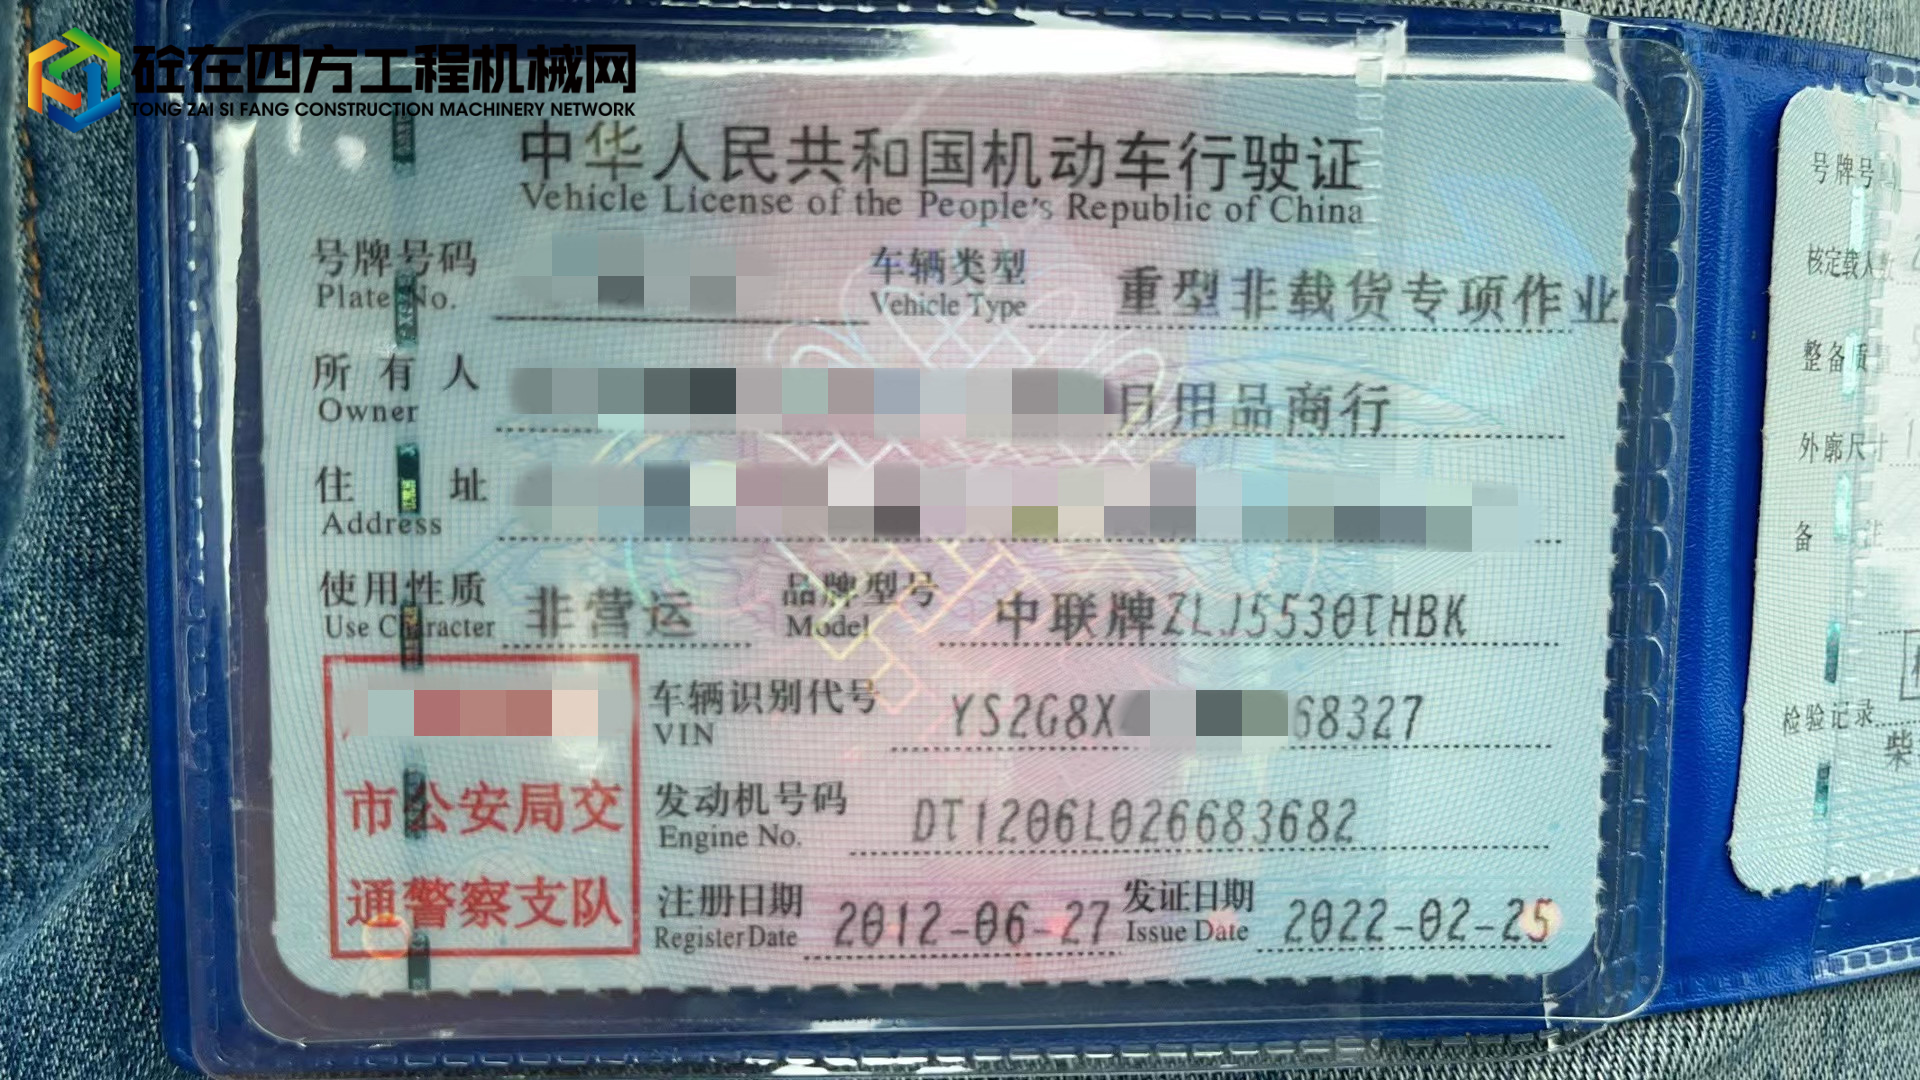 砼在四方工程机械网
TONG ZAI SI FANG CONSTRUCTION MACHINERY NETWORK
中华人民共和国机动车行驶证
Vehicle License of the People's Republic of China
号牌号码
Plate No.
车辆类型 重型非载货专项作业
Vehicle Type
所有人 日用品商行
Owner
住址
Address
使用性质 非营运
Use Character
品牌型号 中联牌ZLJ5530THBK
Model
车辆识别代号 YS2G8X 68327
VIN
发动机号码 DT1206L026683682
Engine No.
注册日期 2012-06-27
Register Date
发证日期 2022-02-25
Issue Date
市公安局交
通警察支队
号牌号
核定载人数
整备质
外廓尺寸
备注
检验记录
柴